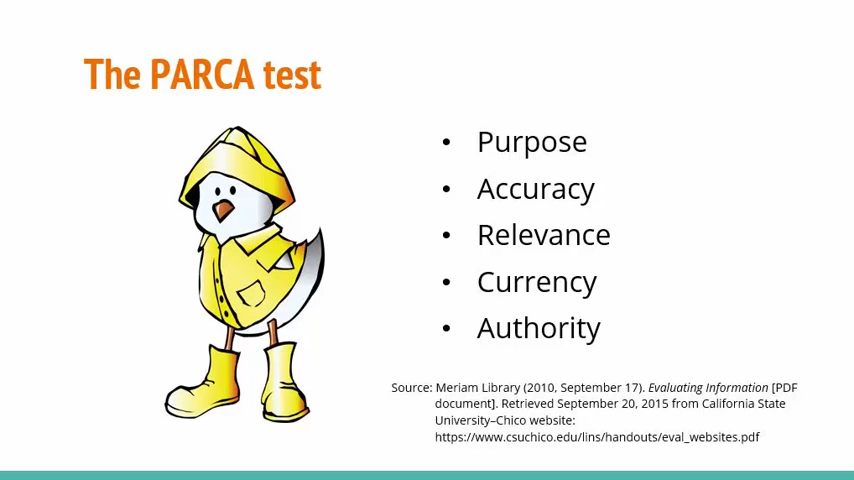 The PARCA test
• Purpose
• Accuracy
• Relevance
• Currency
• Authority
Source: Meriam Library (2010, September 17). Evaluating Information [PDF
document]. Retrieved September 20, 2015 from California State
University–Chico website:
https://www.csuchico.edu/lins/handouts/eval_websites.pdf